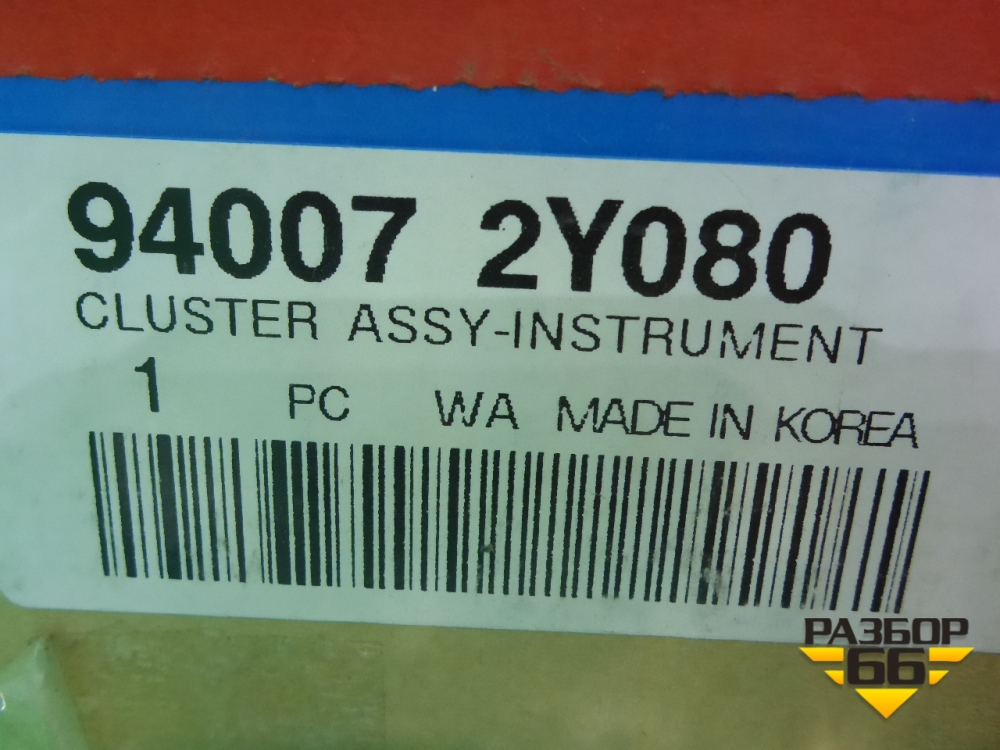 94007 2Y080
CLUSTER ASSY-INSTRUMENT
1 PC WA MADE IN KOREA
РАЗБОР
66